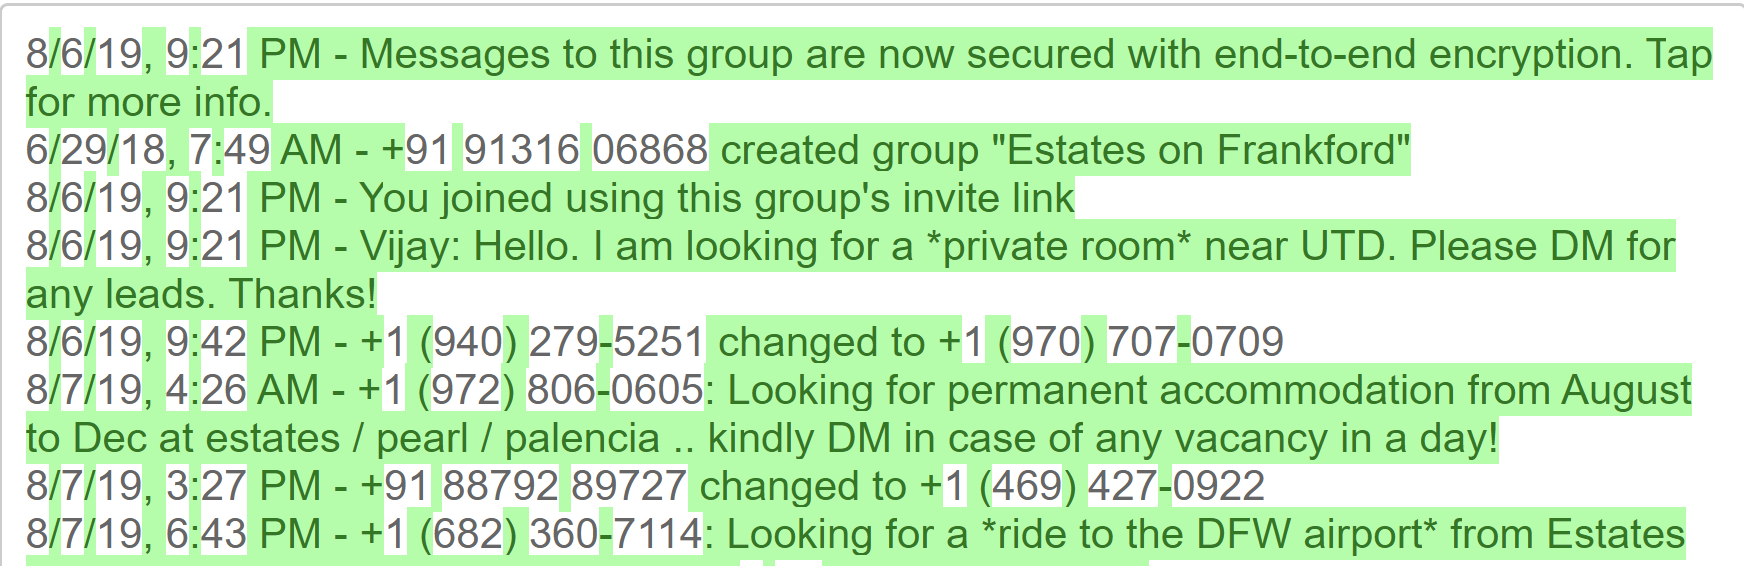 8/6/19, 9:21 PM - Messages to this group are now secured with end-to-end encryption. Tap
for more info.
6/29/18, 7:49 AM - +91 91316 06868 created group "Estates on Frankford"
8/6/19, 9:21 PM - You joined using this group's invite link
8/6/19, 9:21 PM - Vijay: Hello. I am looking for a *private room* near UTD. Please DM for
any leads. Thanks!
8/6/19, 9:42 PM - +1 (940) 279-5251 changed to +1 (970) 707-0709
8/7/19, 4:26 AM - +1 (972) 806-0605: Looking for permanent accommodation from August
to Dec at estates / pearl / palencia .. kindly DM in case of any vacancy in a day!
8/7/19, 3:27 PM - +91 88792 89727 changed to +1 (469) 427-0922
8/7/19, 6:43 PM - +1 (682) 360-7114: Looking for a *ride to the DFW airport* from Estates